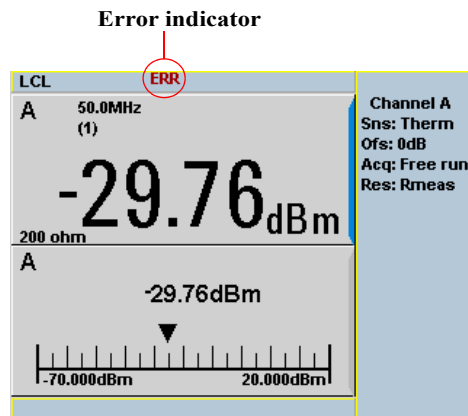 Error indicator
LCL ERR
A 50.0MHz
(1)
-29.76dBm
200 ohm
A
-29.76dBm
-70.000dBm 20.000dBm
Channel A
Sns: Therm
Ofs: 0dB
Acq: Free run
Res: Rmeas